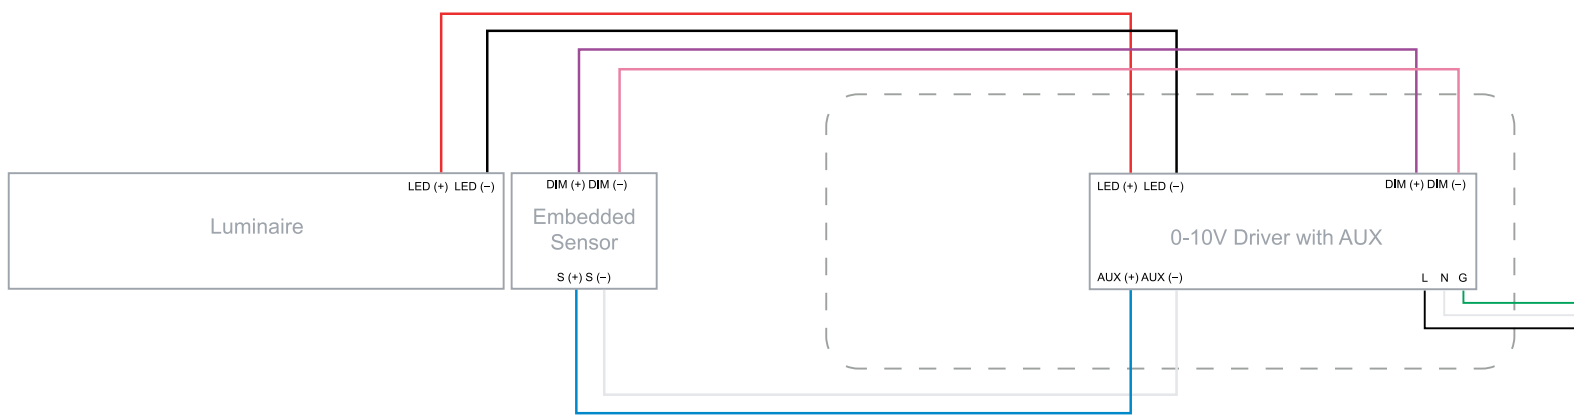 LED (+) LED (−)
Luminaire
DIM (+) DIM (−)
Embedded
Sensor
S (+) S (−)
LED (+) LED (−)
DIM (+) DIM (−)
0-10V Driver with AUX
AUX (+) AUX (−)
L N G